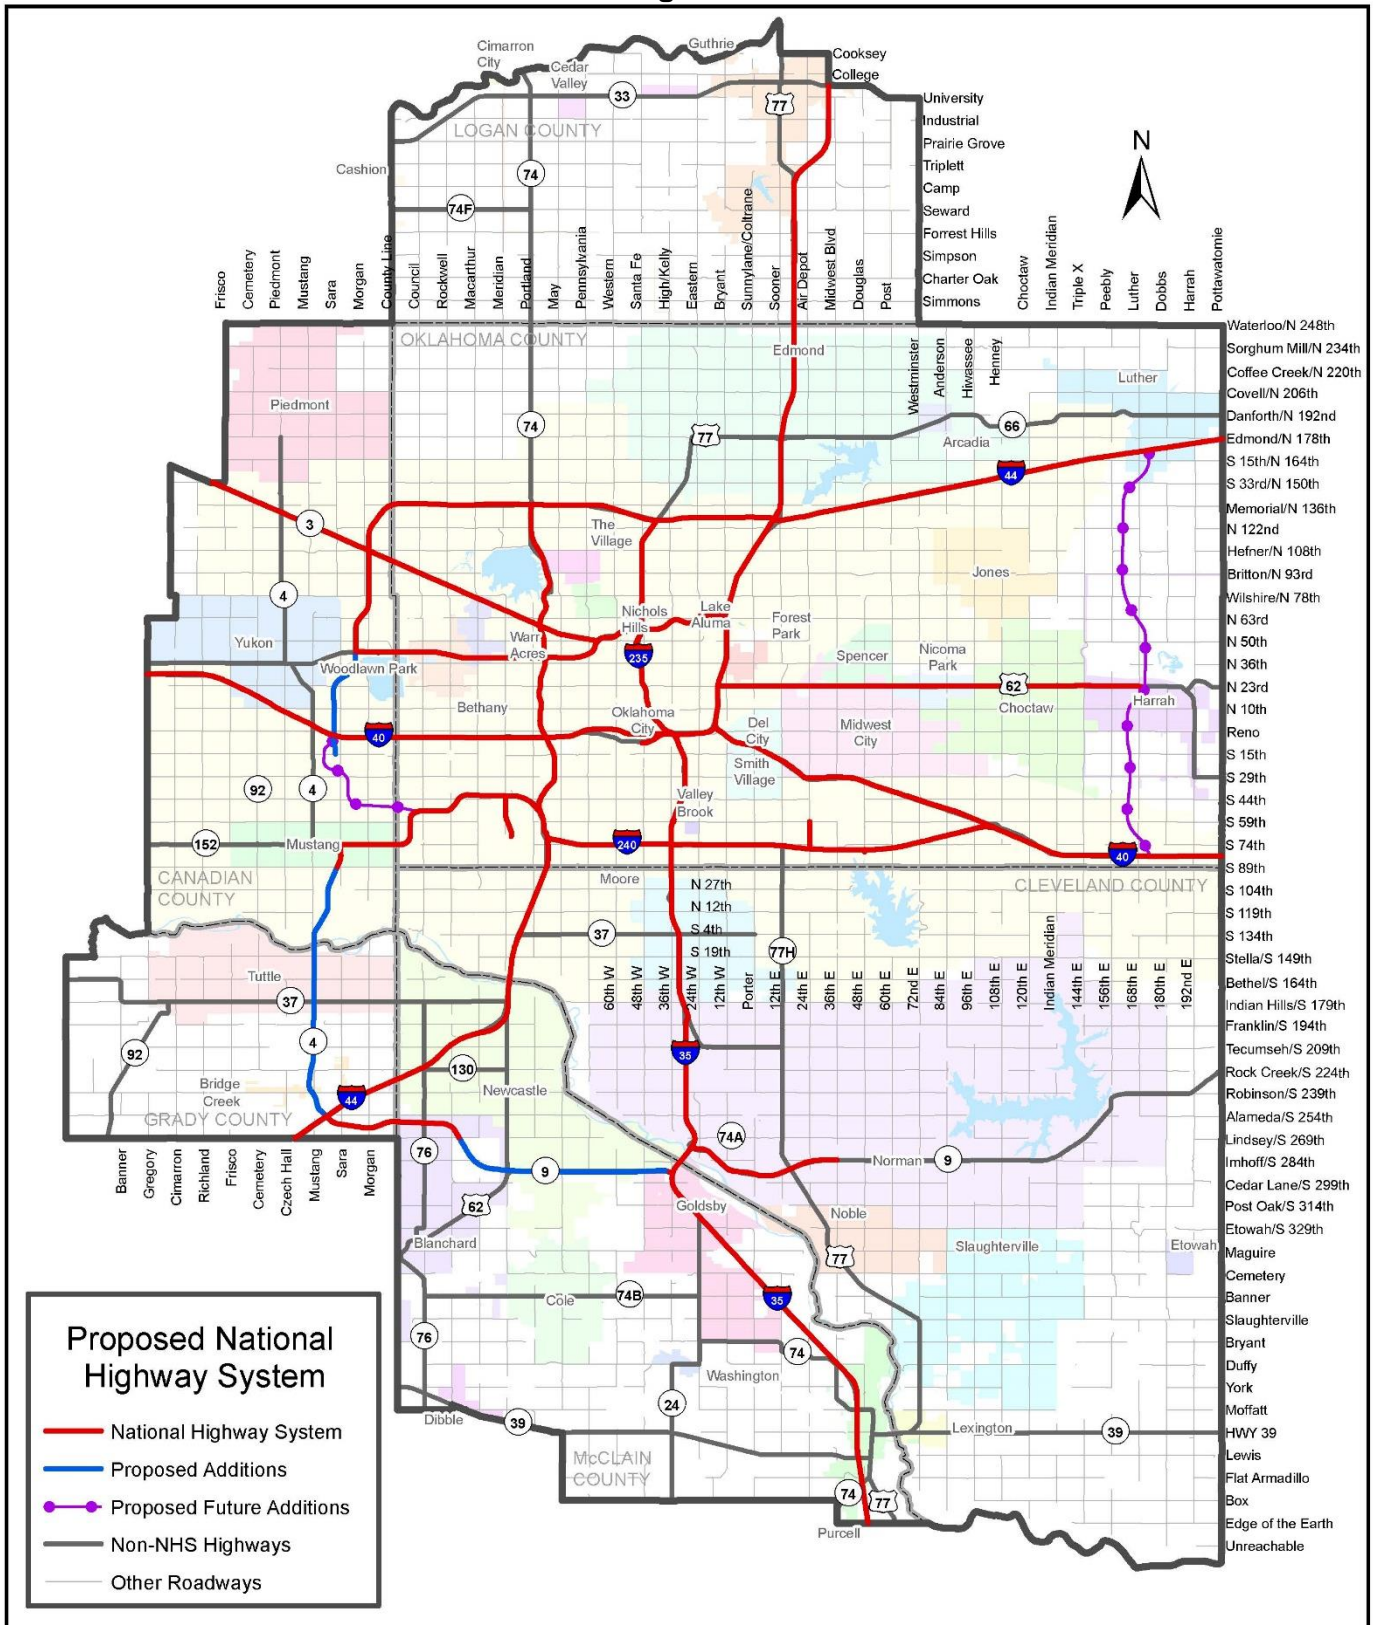 Guthrie
Cimarron
City
Cooksey
Cedar
Valley
College
33
77
University
LOGAN COUNTY
Industrial
N
Prairie Grove
Cashion
74
Triplett
Camp
74F
Seward
Forrest Hills
Simpson
Charter Oak
Simmons
Frisco
Cemetery
Piedmont
Mustang
Sara
Morgan
County Line
Council
Rockwell
Macarthur
Meridian
Portland
May
Pennsylvania
Western
Santa Fe
High/Kelly
Eastern
Bryant
Sunnylane/Coltrane
Sooner
Air Depot
Midwest Blvd
Douglas
Post
Westminster
Anderson
Hiwassee
Henney
Choctaw
Indian Meridian
Triple X
Peebly
Luther
Dobbs
Harrah
Pottawatomie
Waterloo/N 248th
Sorghum Mill/N 234th
Coffee Creek/N 220th
Covell/N 206th
Danforth/N 192nd
Edmond/N 178th
S 15th/N 164th
S 33rd/N 150th
Memorial/N 136th
N 122nd
Hefner/N 108th
Britton/N 93rd
Wilshire/N 78th
N 63rd
N 50th
N 36th
N 23rd
N 10th
Reno
S 15th
S 29th
S 44th
S 59th
S 74th
S 89th
S 104th
S 119th
S 134th
Stella/S 149th
Bethel/S 164th
Indian Hills/S 179th
Franklin/S 194th
Tecumseh/S 209th
Rock Creek/S 224th
Robinson/S 239th
Alameda/S 254th
Lindsey/S 269th
Imhoff/S 284th
Cedar Lane/S 299th
Post Oak/S 314th
Etowah/S 329th
Maguire
Cemetery
Banner
Slaughterville
Bryant
Duffy
York
Moffatt
HWY 39
Lewis
Flat Armadillo
Box
Edge of the Earth
Unreachable
OKLAHOMA COUNTY
Edmond
Luther
Piedmont
74
77
66
Arcadia
44
3
The
Village
Jones
4
Nichols
Hills
Lake
Aluma
Forest
Park
Yukon
Warr
Acres
235
Spencer
Nicoma
Park
Woodlawn Park
62
Bethany
Oklahoma
City
Choctaw
Harrah
Del
City
Midwest
City
40
Smith
Village
92
4
Valley
Brook
152
Mustang
240
40
CANADIAN
COUNTY
Moore
CLEVELAND COUNTY
N 27th
N 12th
S 4th
S 19th
37
77H
60th W
48th W
36th W
24th W
12th W
Porter
12th E
24th E
36th E
48th E
60th E
72nd E
84th E
96th E
108th E
120th E
Indian Meridian
144th E
156th E
168th E
180th E
192nd E
Tuttle
37
4
92
35
130
Bridge
Creek
Newcastle
44
GRADY COUNTY
74A
76
Norman
9
9
Banner
Gregory
Cimarron
Richland
Frisco
Cemetery
Czech Hall
Mustang
Sara
Morgan
62
Goldsby
Noble
Blanchard
77
Slaughterville
Etowah
Cole
74B
35
76
74
Washington
24
Dibble
39
Lexington
39
McCLAIN
COUNTY
74
77
Purcell
Proposed National
Highway System
National Highway System
Proposed Additions
Proposed Future Additions
Non-NHS Highways
Other Roadways